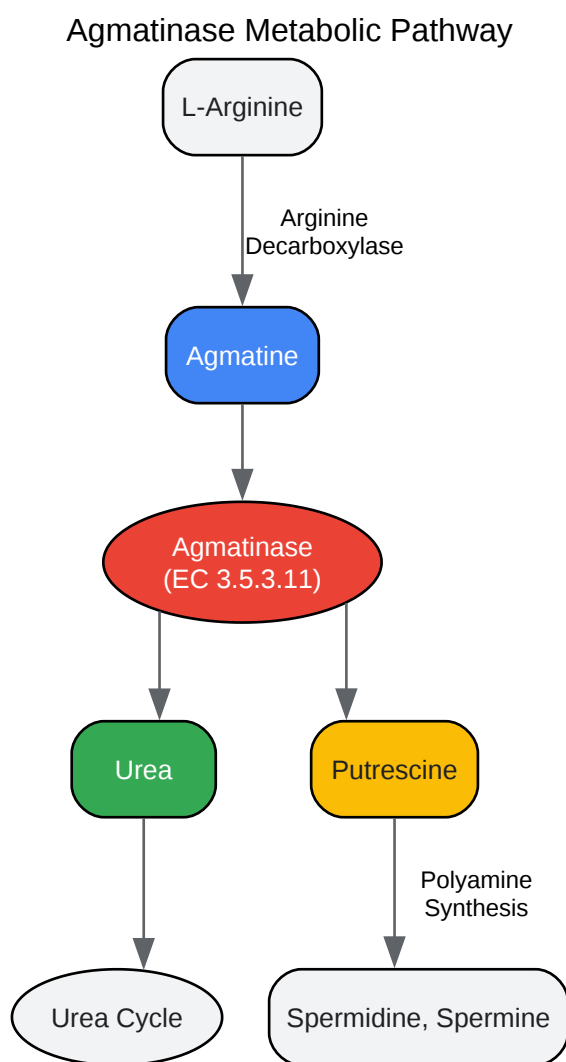 Agmatinase Metabolic Pathway
L-Arginine
Arginine
Decarboxylase
Agmatine
Agmatinase
(EC 3.5.3.11)
Urea
Putrescine
Polyamine
Synthesis
Urea Cycle
Spermidine, Spermine